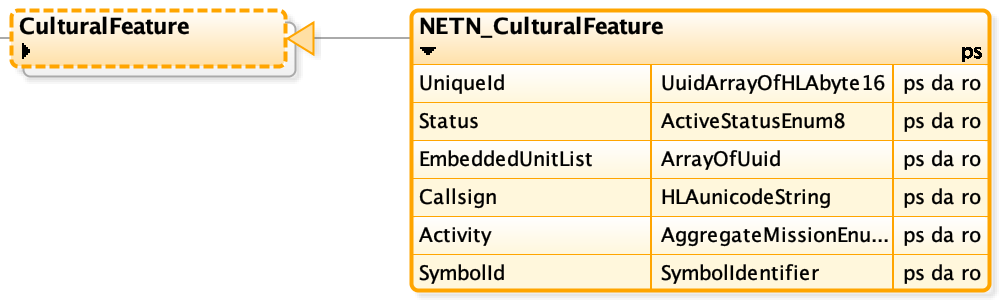 CulturalFeature
NETN_CulturalFeature
ps
UniqueId UuidArrayOfHLAbyte16 ps da ro
Status ActiveStatusEnum8 ps da ro
EmbeddedUnitList ArrayOfUuid ps da ro
Callsign HLAunicodeString ps da ro
Activity AggregateMissionEnu... ps da ro
SymbolId SymbolIdentifier ps da ro